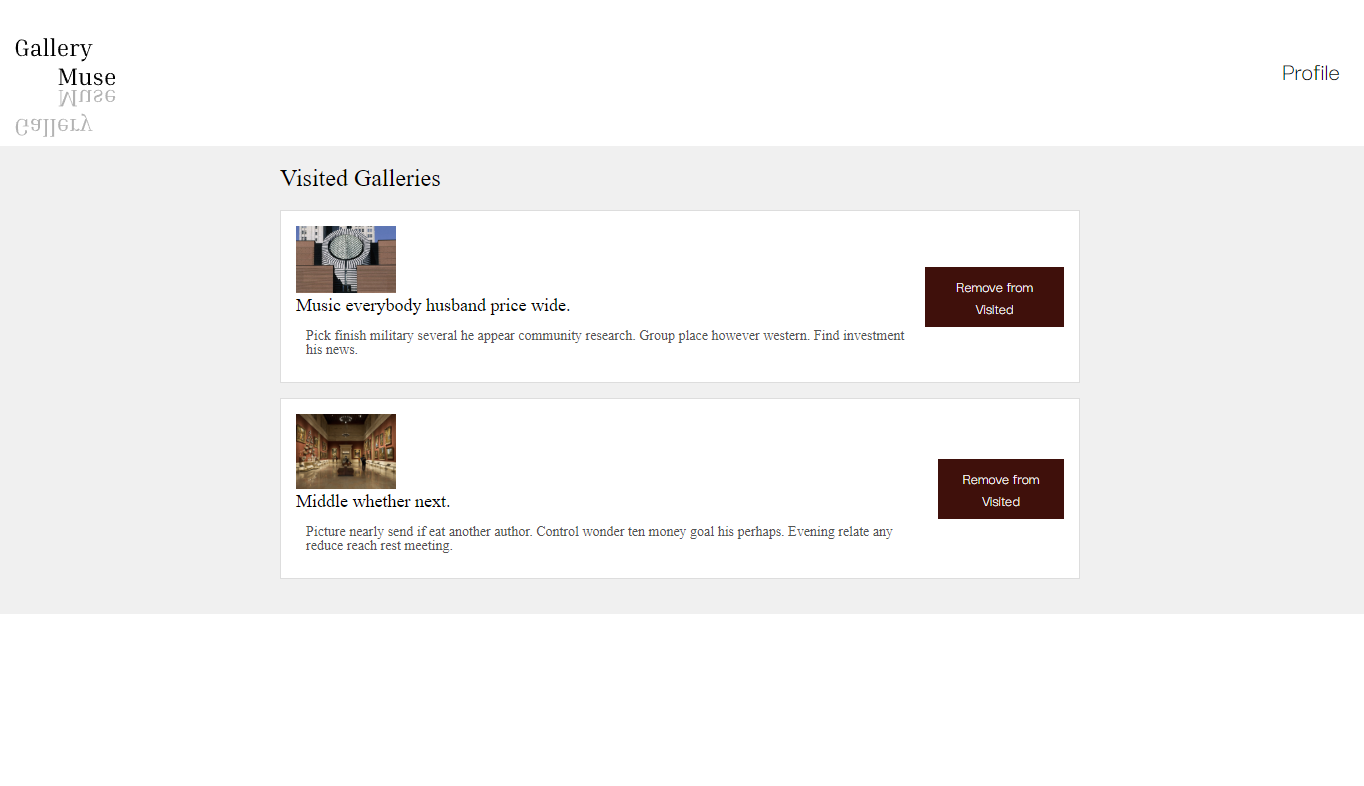 Gallery
Muse
Muse
Gallery
Profile
Visited Galleries
Music everybody husband price wide.
Pick finish military several he appear community research. Group place however western. Find investment
his news.
Remove from
Visited
Middle whether next.
Picture nearly send if eat another author. Control wonder ten money goal his perhaps. Evening relate any
reduce reach rest meeting.
Remove from
Visited